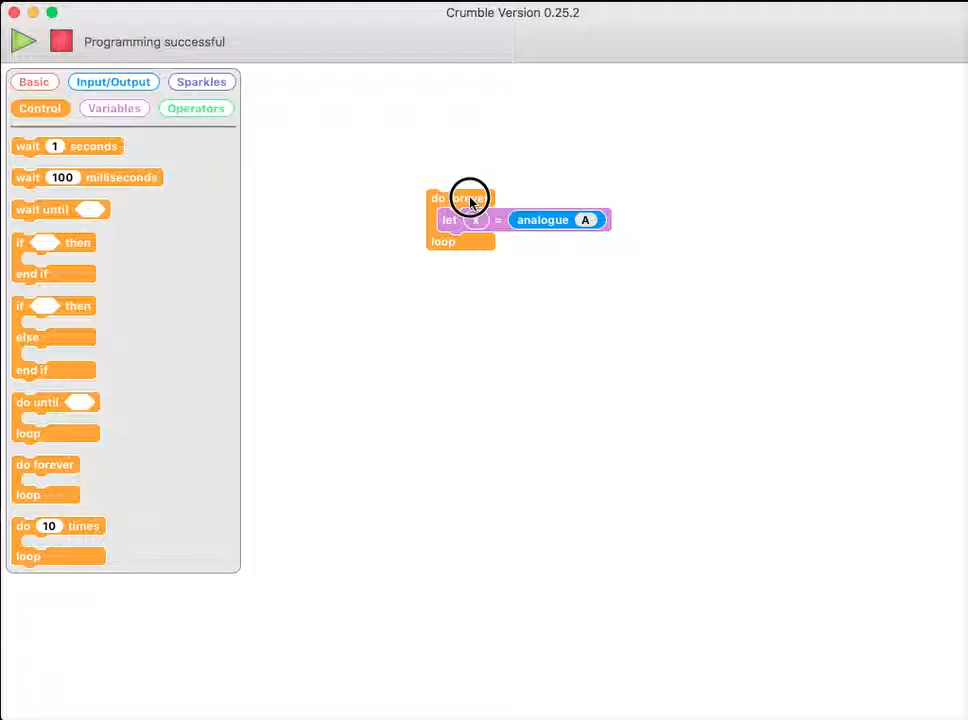 Crumble Version 0.25.2
Programming successful
Basic Input/Output Sparkles
Control Variables Operators
wait 1 seconds
wait 100 milliseconds
wait until
if then
end if
if then
else
end if
do until
loop
do forever
loop
do 10 times
loop
do forever
let x = analogue A
loop